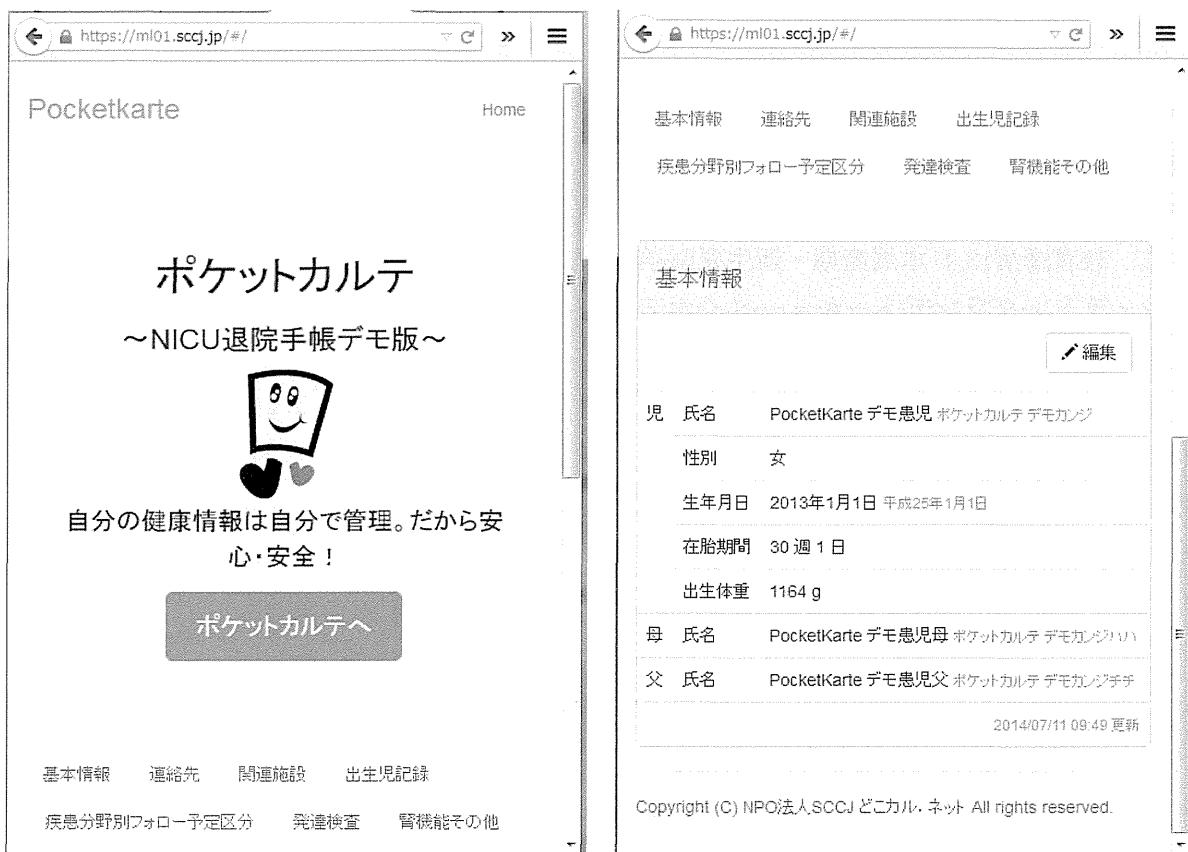 https://ml01.sccj.jp/#/
Pocketkarte
Home
ポケットカルテ
～NICU退院手帳デモ版～
自分の健康情報は自分で管理。だから安
心・安全！
ポケットカルテへ
基本情報 連絡先 関連施設 出生児記録
疾患分野別フォロー予定区分 発達検査 腎機能その他
https://ml01.sccj.jp/#/
基本情報 連絡先 関連施設 出生児記録
疾患分野別フォロー予定区分 発達検査 腎機能その他
基本情報
編集
児 氏名 PocketKarte デモ患児 ポケットカルテ デモカンジ
性別 女
生年月日 2013年1月1日 平成25年1月1日
在胎期間 30 週 1 日
出生体重 1164 g
母 氏名 PocketKarte デモ患児母 ポケットカルテ デモカンジハハ
父 氏名 PocketKarte デモ患児父 ポケットカルテ デモカンジチチ
2014/07/11 09:49 更新
Copyright (C) NPO法人SCCJ どこカル．ネット All rights reserved.